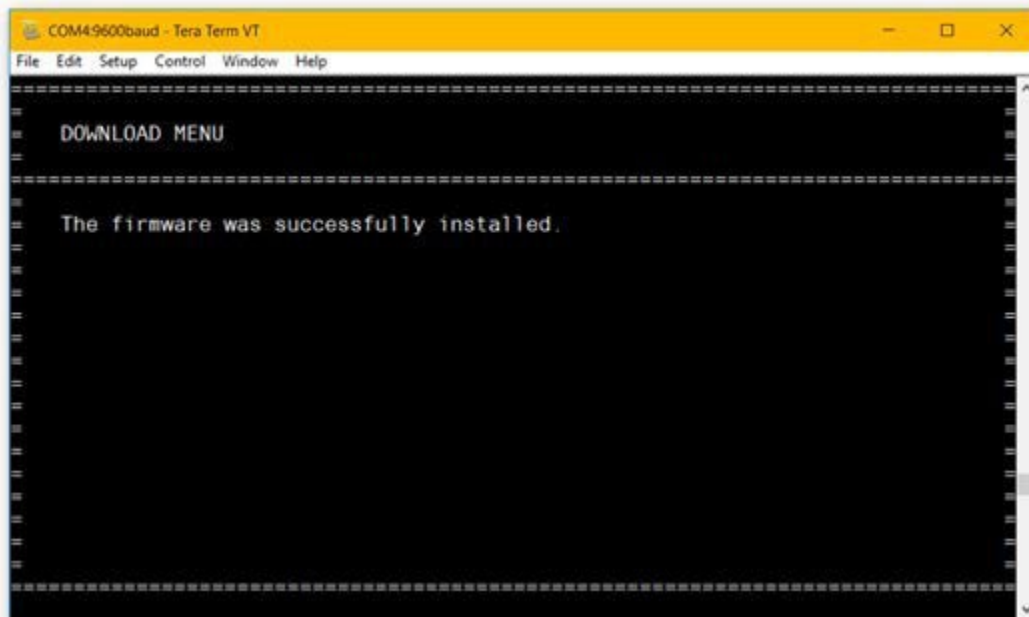 COM4:9600baud - Tera Term VT
File Edit Setup Control Window Help
================================================================================
DOWNLOAD MENU
================================================================================
The firmware was successfully installed.
================================================================================